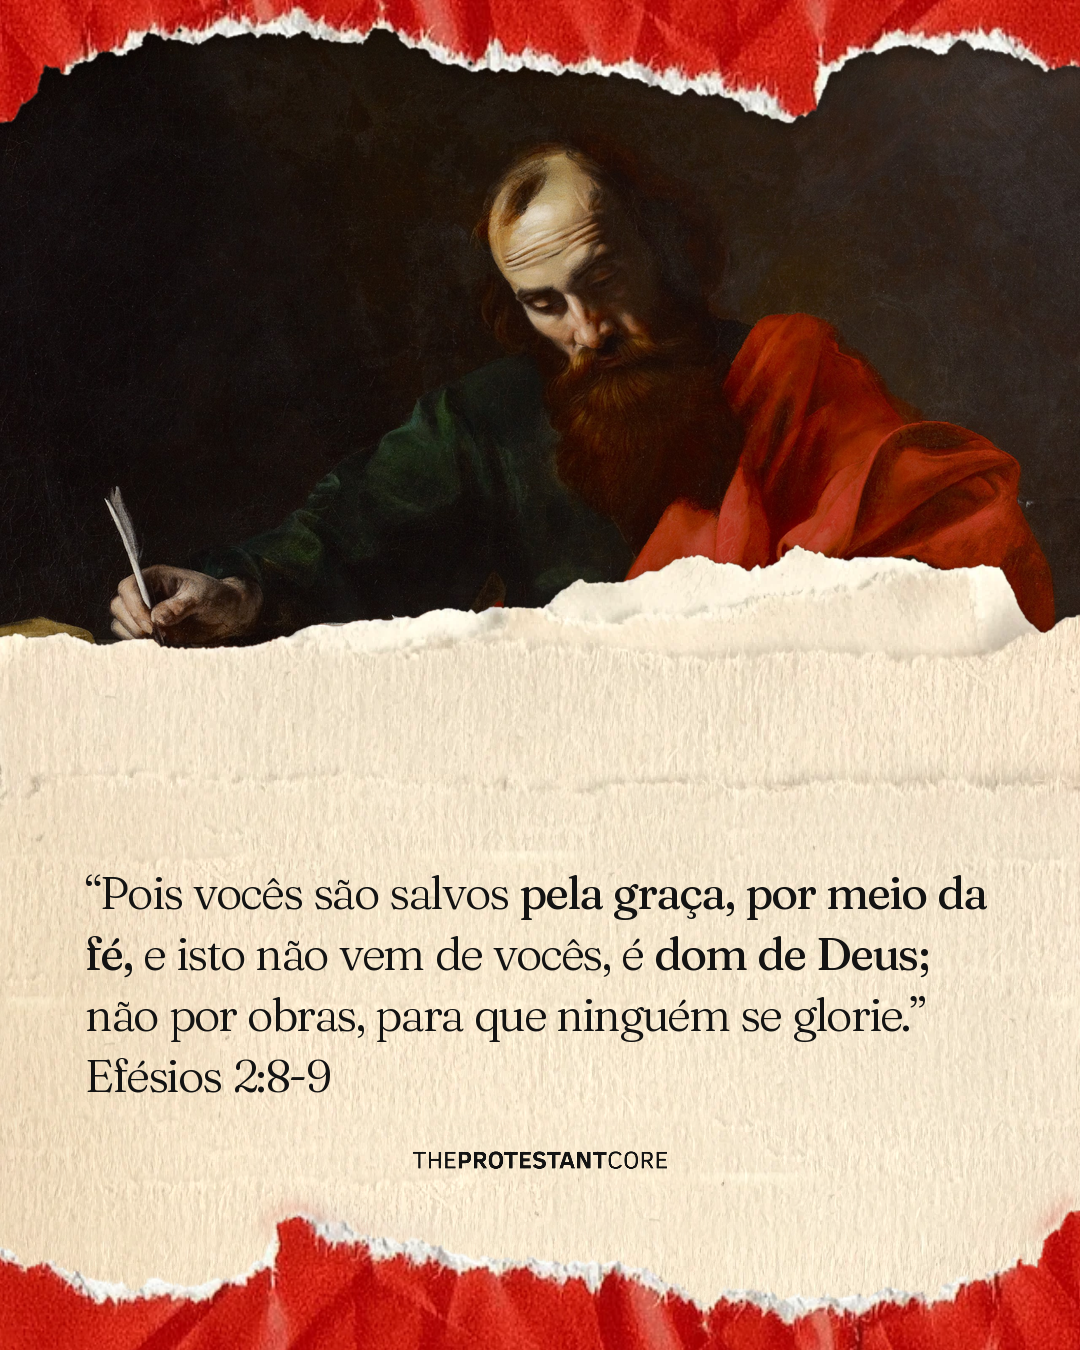 “Pois vocês são salvos pela graça, por meio da
fé, e isto não vem de vocês, é dom de Deus;
não por obras, para que ninguém se glorie.”
Efésios 2:8-9
THEPROTESTANTCORE